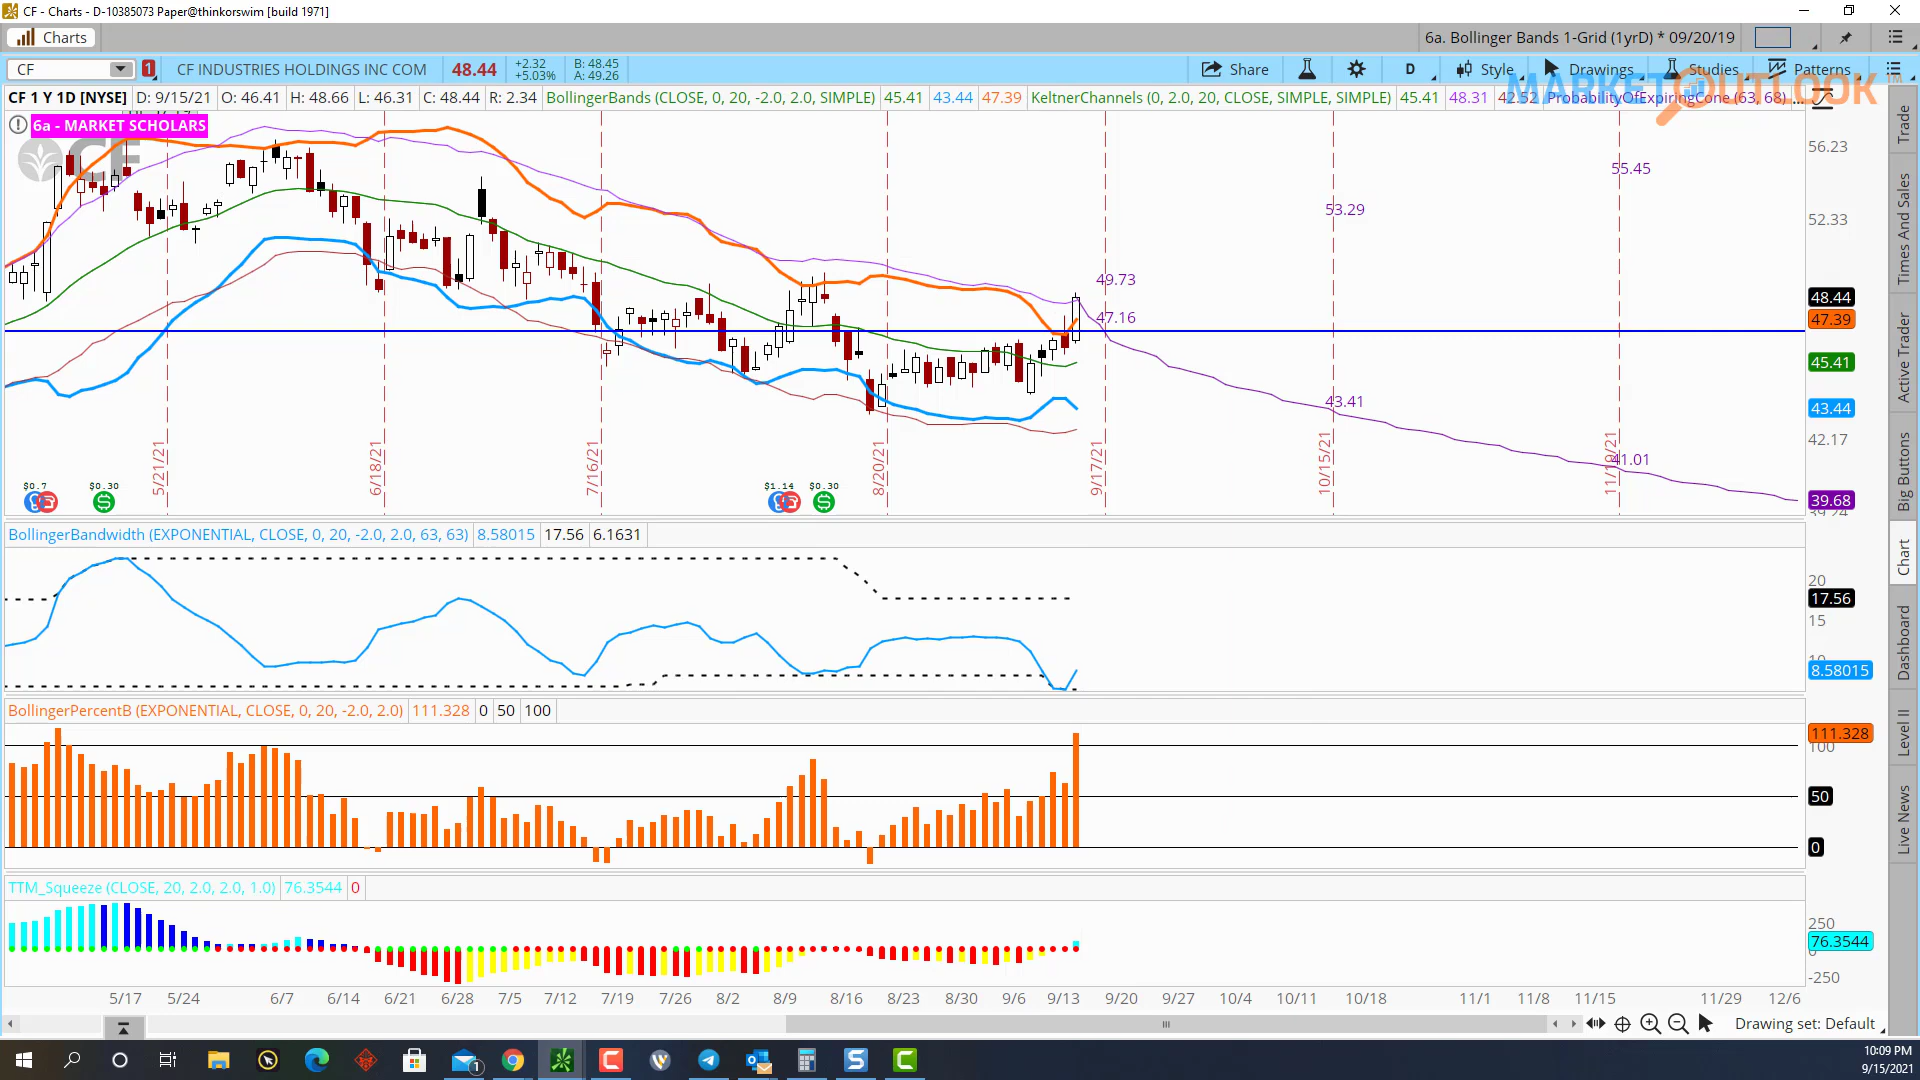 CF - Charts - D-10385073 Paper@thinkorswim [build 1971]
Charts
6a. Bollinger Bands 1-Grid (1yrD) * 09/20/19
CF
1
CF INDUSTRIES HOLDINGS INC COM
48.44
+2.32
+5.03%
B: 48.45
A: 49.26
Share
D
Style
Drawings
Studies
Patterns
MARKET OUTLOOK
CF 1 Y 1D [NYSE] D: 9/15/21 O: 46.41 H: 48.66 L: 46.31 C: 48.44 R: 2.34 BollingerBands (CLOSE, 0, 20, -2.0, 2.0, SIMPLE) 45.41 43.44 47.39 KeltnerChannels (0, 2.0, 20, CLOSE, SIMPLE, SIMPLE) 45.41 48.31 42.52 ProbabilityOfExpiringCone (63, 68) ...
6a - MARKET SCHOLARS
CF
56.23
55.45
53.29
52.33
49.73
48.44
47.16
47.39
45.41
43.41
43.44
42.17
41.01
39.68
5/21/21
6/18/21
7/16/21
8/20/21
9/17/21
10/15/21
11/19/21
$0.7
$0.30
$1.14
$0.30
BollingerBandwidth (EXPONENTIAL, CLOSE, 0, 20, -2.0, 2.0, 63, 63) 8.58015 17.56 6.1631
20
17.56
15
10
8.58015
BollingerPercentB (EXPONENTIAL, CLOSE, 0, 20, -2.0, 2.0) 111.328 0 50 100
111.328
100
50
0
TTM_Squeeze (CLOSE, 20, 2.0, 2.0, 1.0) 76.3544 0
250
76.3544
-250
5/17 5/24 6/7 6/14 6/21 6/28 7/5 7/12 7/19 7/26 8/2 8/9 8/16 8/23 8/30 9/6 9/13 9/20 9/27 10/4 10/11 10/18 11/1 11/8 11/15 11/29 12/6
Drawing set: Default
Trade
Times And Sales
Active Trader
Big Buttons
Chart
Dashboard
Level II
Live News
1
10:09 PM
9/15/2021